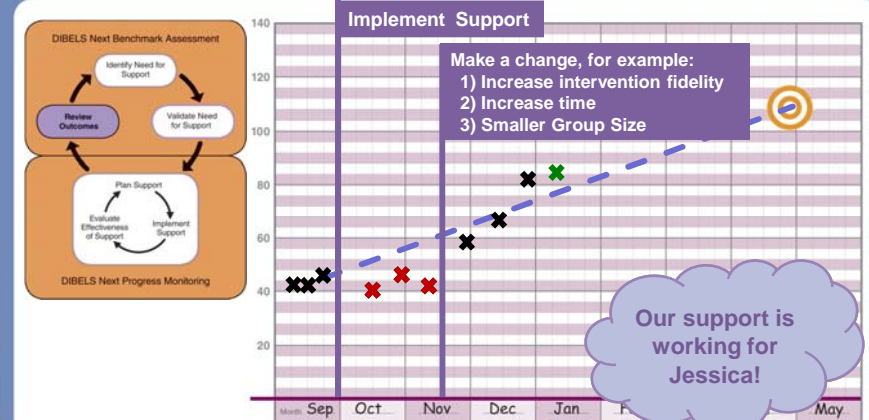 DIBELS Next Benchmark Assessment
Identify Need for
Support
Review
Outcomes
Validate Need
for Support
Plan Support
Evaluate
Effectiveness
of Support
Implement
Support
DIBELS Next Progress Monitoring
Implement Support
Make a change, for example:
1) Increase intervention fidelity
2) Increase time
3) Smaller Group Size
140
120
100
80
60
40
20
Our support is
working for
Jessica!
Month Sep Oct Nov Dec Jan May